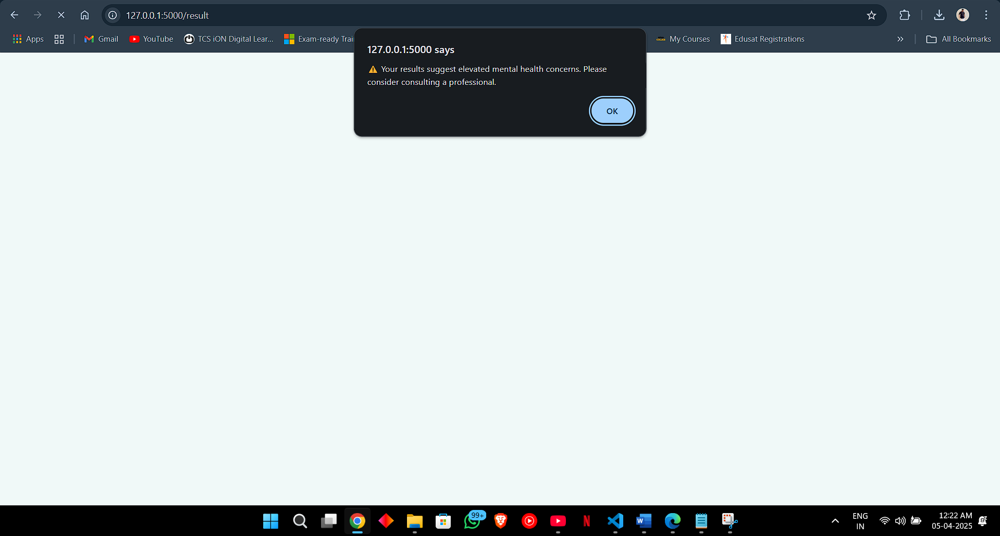 127.0.0.1:5000/result
Apps
Gmail
YouTube
TCS iON Digital Lear...
Exam-ready Trai
My Courses
Edusat Registrations
All Bookmarks
127.0.0.1:5000 says
⚠ Your results suggest elevated mental health concerns. Please
consider consulting a professional.
OK
99+
ENG
IN
12:22 AM
05-04-2025